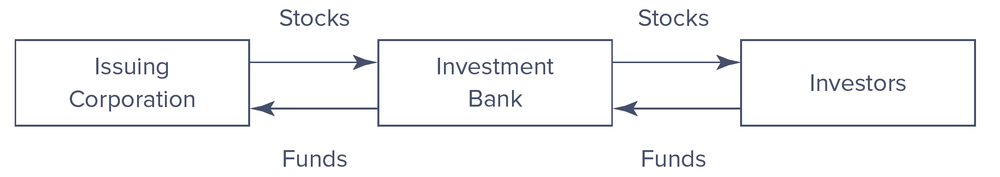 Stocks
Stocks
Issuing
Corporation
Investment
Bank
Investors
Funds
Funds